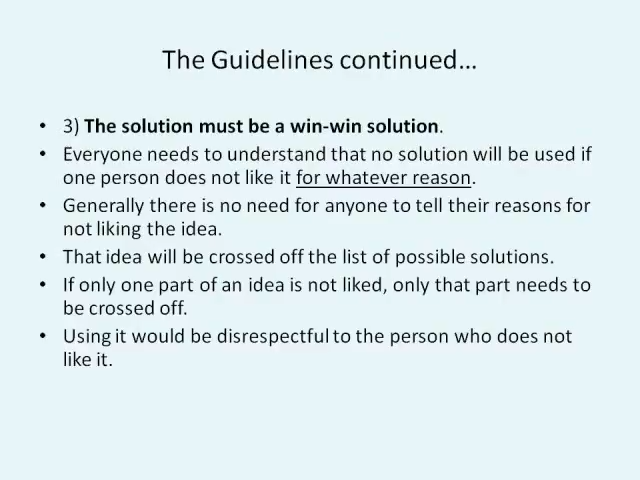 The Guidelines continued…
• 3) The solution must be a win-win solution.
• Everyone needs to understand that no solution will be used if
one person does not like it for whatever reason.
• Generally there is no need for anyone to tell their reasons for
not liking the idea.
• That idea will be crossed off the list of possible solutions.
• If only one part of an idea is not liked, only that part needs to
be crossed off.
• Using it would be disrespectful to the person who does not
like it.